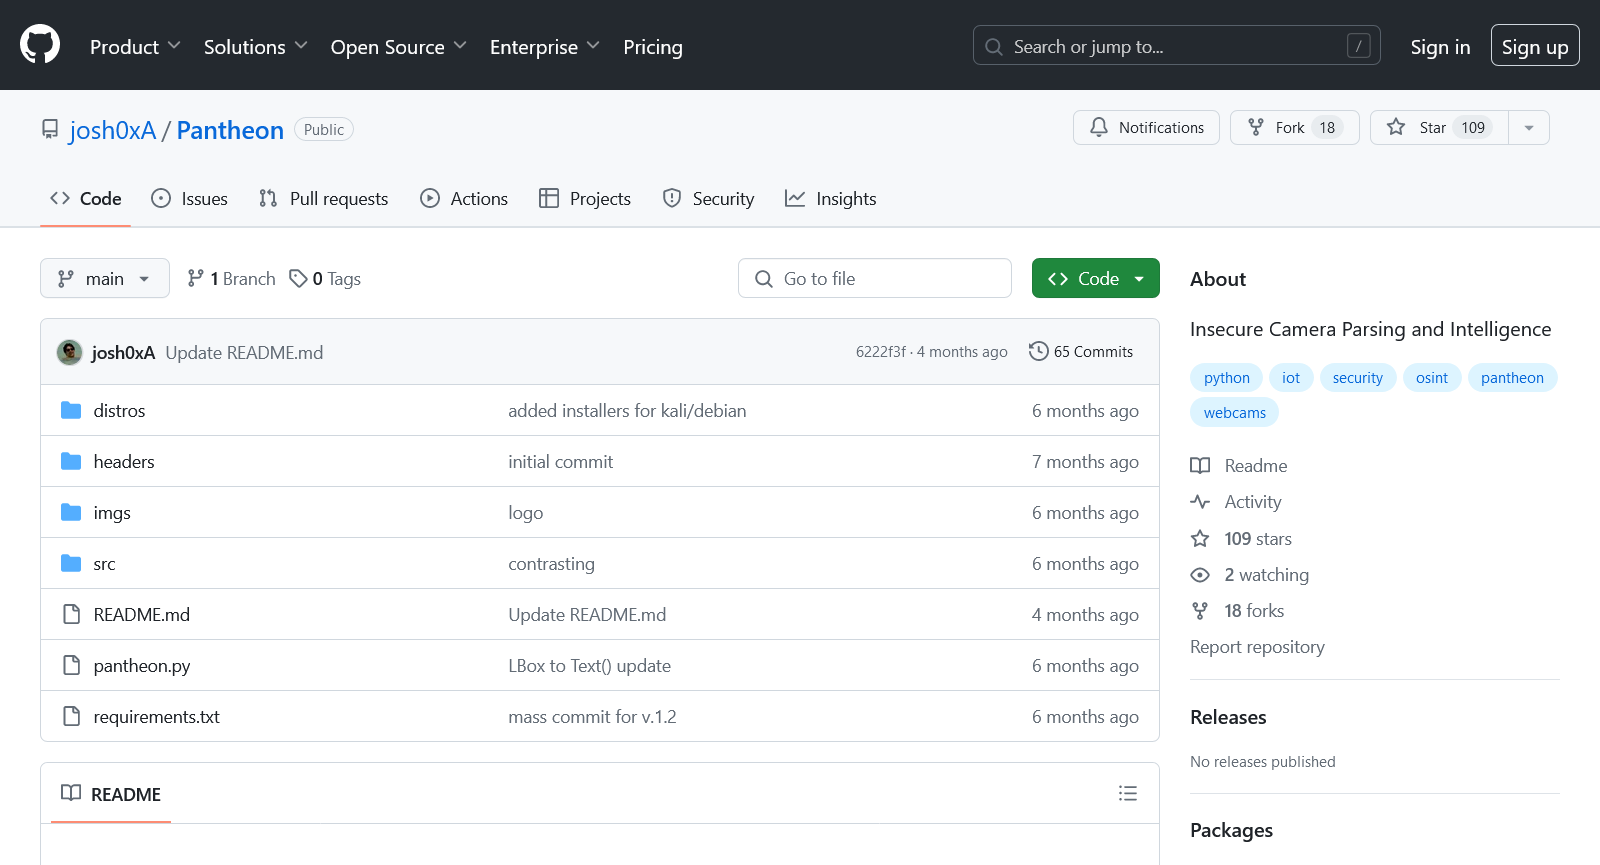 Product Solutions Open Source Enterprise Pricing Search or jump to... / Sign in Sign up
josh0xA / Pantheon Public Notifications Fork 18 Star 109
Code Issues Pull requests Actions Projects Security Insights
main 1 Branch 0 Tags Go to file Code
josh0xA Update README.md 6222f3f · 4 months ago 65 Commits
distros added installers for kali/debian 6 months ago
headers initial commit 7 months ago
imgs logo 6 months ago
src contrasting 6 months ago
README.md Update README.md 4 months ago
pantheon.py LBox to Text() update 6 months ago
requirements.txt mass commit for v.1.2 6 months ago
README
About
Insecure Camera Parsing and Intelligence
python iot security osint pantheon
webcams
Readme
Activity
109 stars
2 watching
18 forks
Report repository
Releases
No releases published
Packages